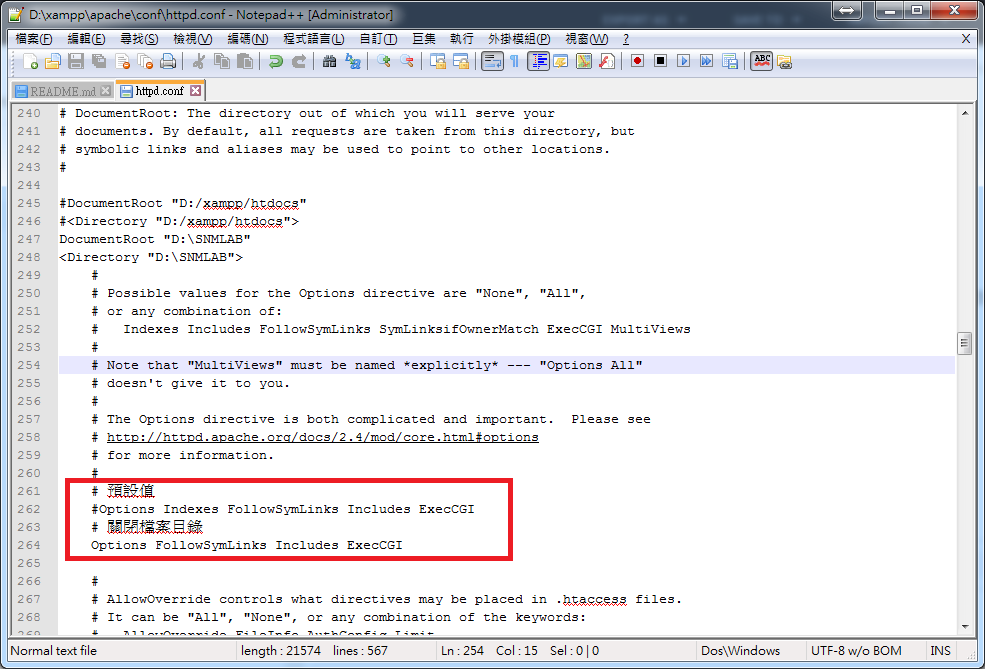 D:\xampp\apache\conf\httpd.conf - Notepad++ [Administrator]
檔案(F) 編輯(E) 尋找(S) 檢視(V) 編碼(N) 程式語言(L) 自訂(T) 巨集 執行 外掛模組(P) 視窗(W) ? X
README.md httpd.conf
240 # DocumentRoot: The directory out of which you will serve your
241 # documents. By default, all requests are taken from this directory, but
242 # symbolic links and aliases may be used to point to other locations.
243 #
244
245 #DocumentRoot "D:/xampp/htdocs"
246 #<Directory "D:/xampp/htdocs">
247 DocumentRoot "D:\SNMLAB"
248 <Directory "D:\SNMLAB">
249 #
250 # Possible values for the Options directive are "None", "All",
251 # or any combination of:
252 #   Indexes Includes FollowSymLinks SymLinksifOwnerMatch ExecCGI MultiViews
253 #
254 # Note that "MultiViews" must be named *explicitly* --- "Options All"
255 # doesn't give it to you.
256 #
257 # The Options directive is both complicated and important.  Please see
258 # http://httpd.apache.org/docs/2.4/mod/core.html#options
259 # for more information.
260 #
261 # 預設值
262 #Options Indexes FollowSymLinks Includes ExecCGI
263 # 關閉檔案目錄
264 Options FollowSymLinks Includes ExecCGI
265
266 #
267 # AllowOverride controls what directives may be placed in .htaccess files.
268 # It can be "All", "None", or any combination of the keywords:
269 #   AllowOverride FileInfo AuthConfig Limit
Normal text file length : 21574 lines : 567 Ln : 254 Col : 15 Sel : 0 | 0 Dos\Windows UTF-8 w/o BOM INS